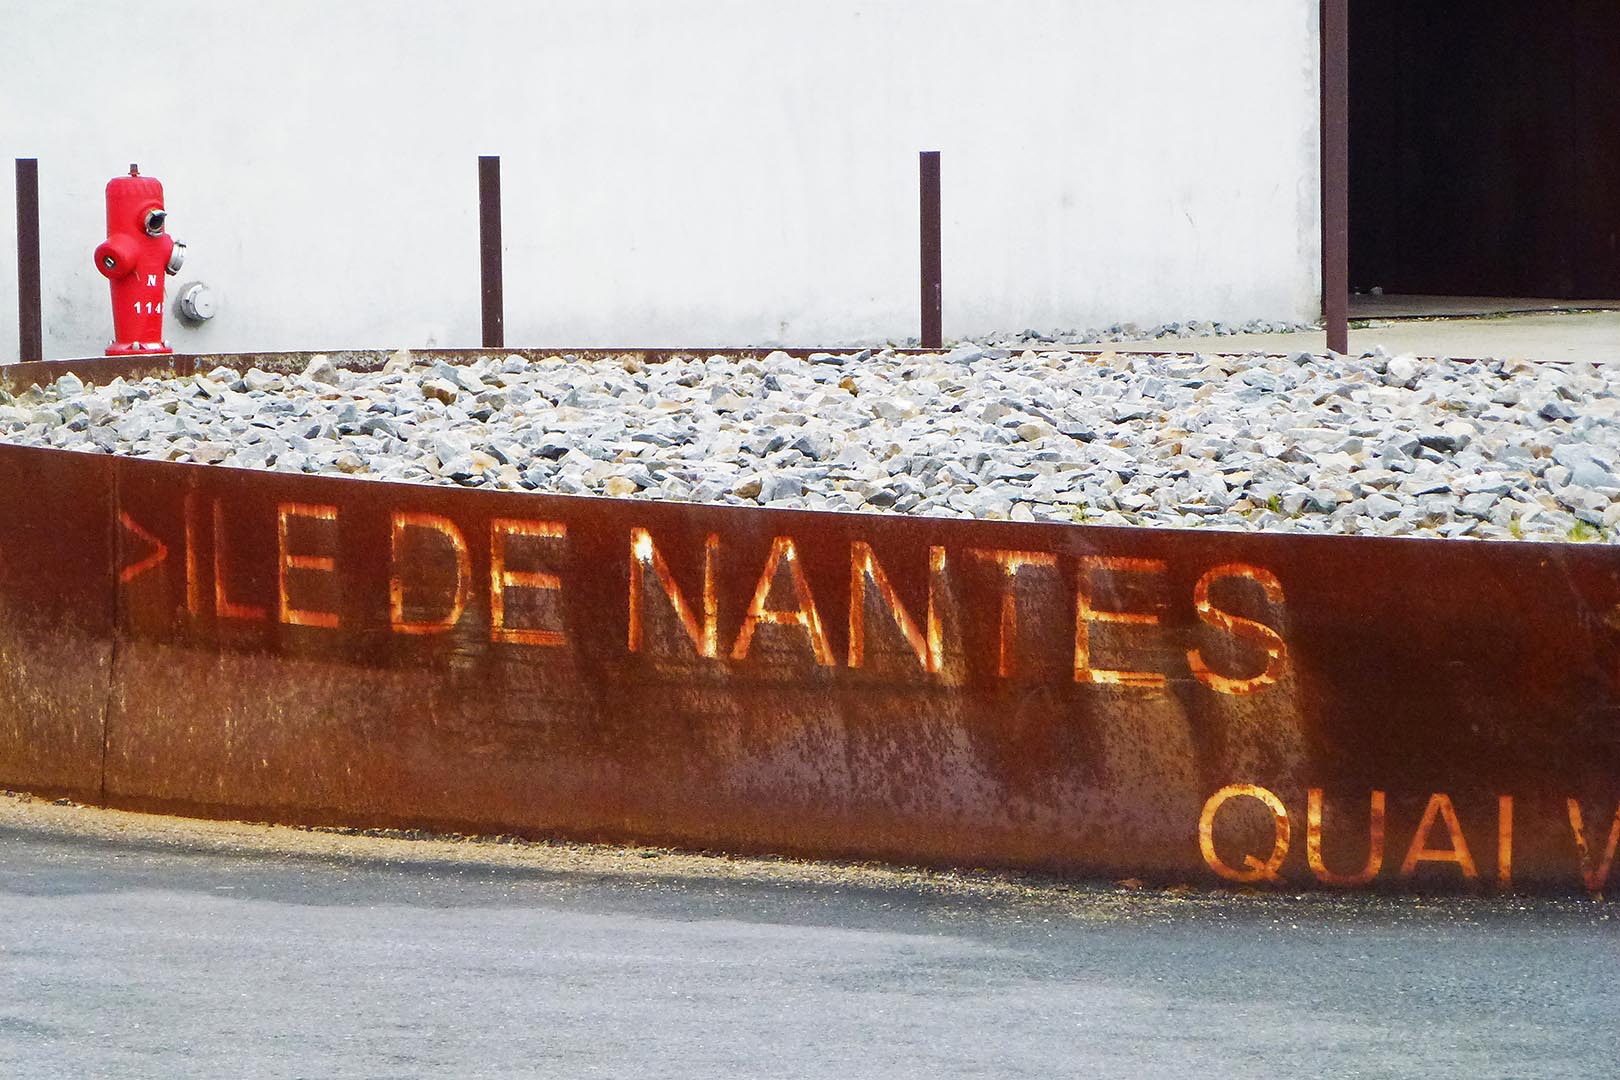 N
114
>ILE DE NANTES
QUAI